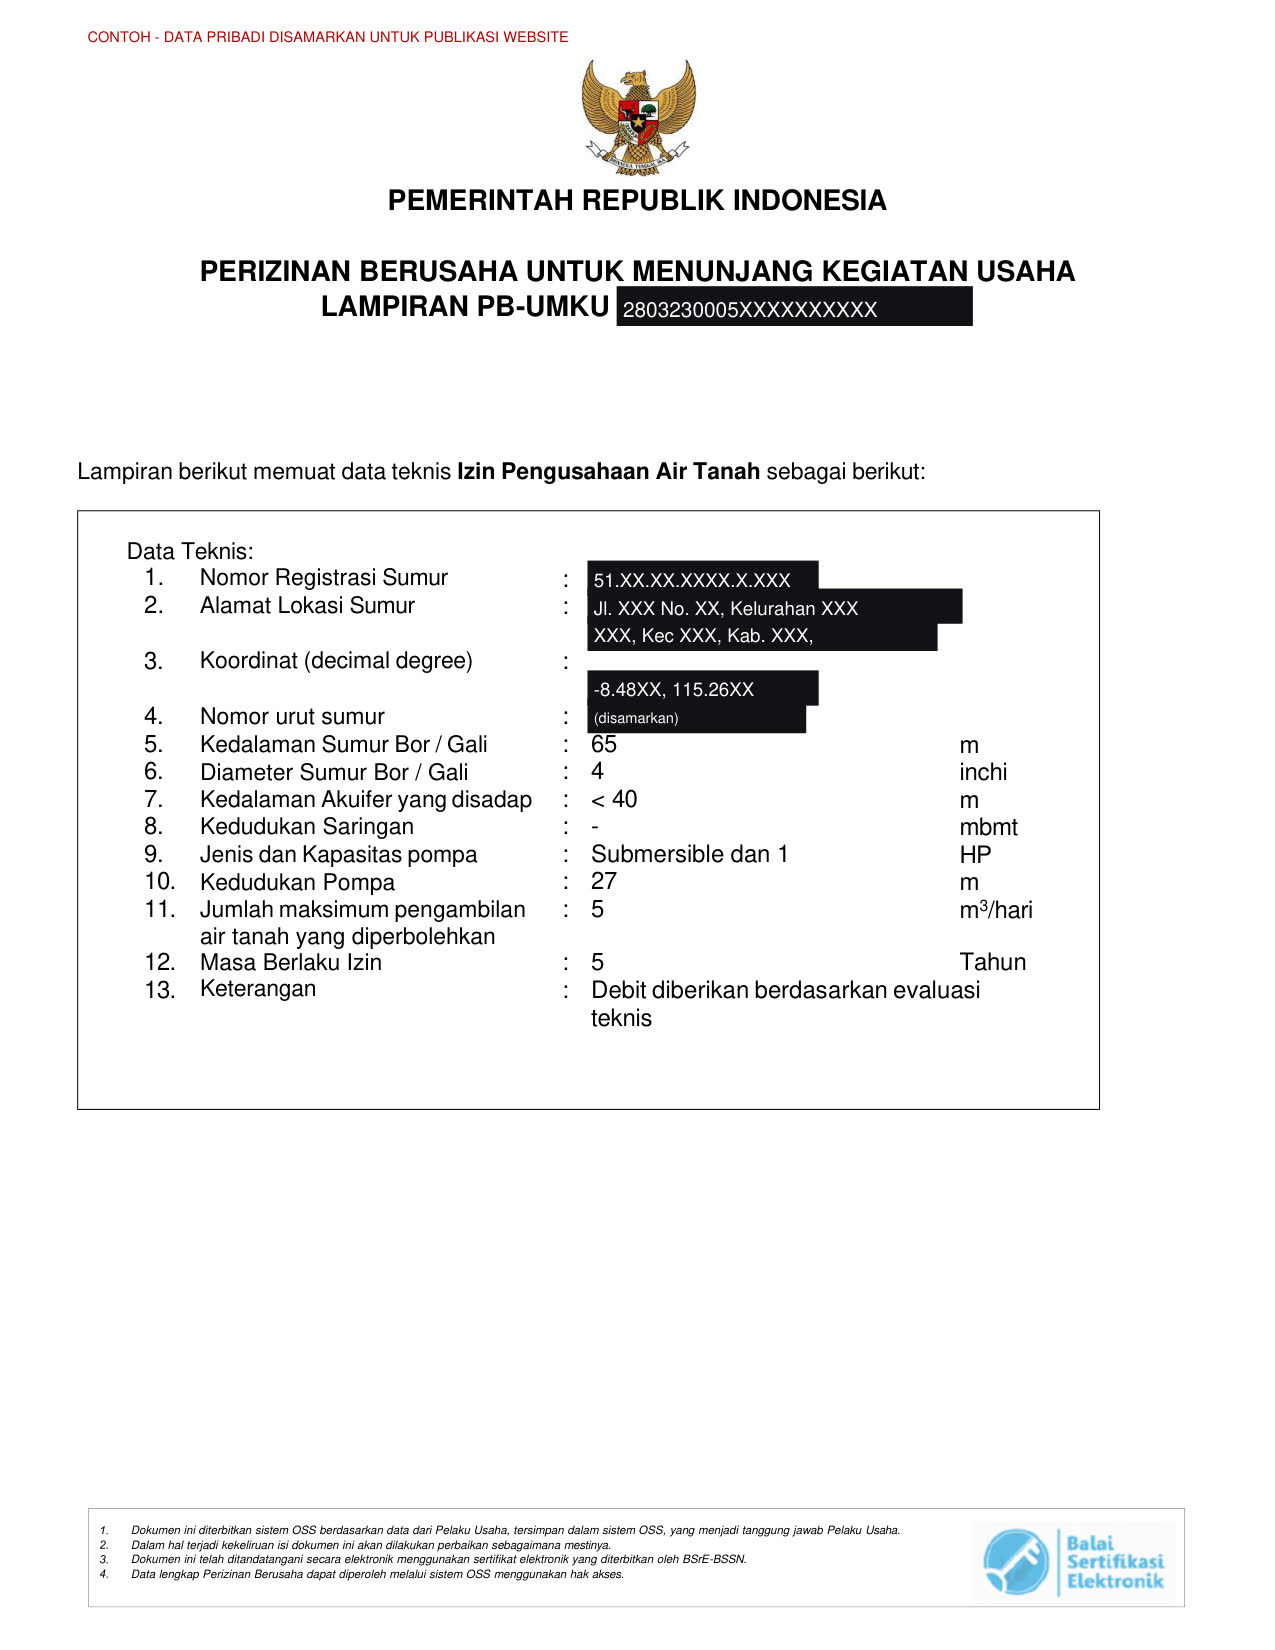 CONTOH - DATA PRIBADI DISAMARKAN UNTUK PUBLIKASI WEBSITE
PEMERINTAH REPUBLIK INDONESIA
PERIZINAN BERUSAHA UNTUK MENUNJANG KEGIATAN USAHA
LAMPIRAN PB-UMKU 2803230005XXXXXXXXXX
Lampiran berikut memuat data teknis Izin Pengusahaan Air Tanah sebagai berikut:
Data Teknis:
1. Nomor Registrasi Sumur : 51.XX.XX.XXXX.X.XXX
2. Alamat Lokasi Sumur : Jl. XXX No. XX, Kelurahan XXX
XXX, Kec XXX, Kab. XXX,
3. Koordinat (decimal degree) :
-8.48XX, 115.26XX
4. Nomor urut sumur : (disamarkan)
5. Kedalaman Sumur Bor / Gali : 65 m
6. Diameter Sumur Bor / Gali : 4 inchi
7. Kedalaman Akuifer yang disadap : < 40 m
8. Kedudukan Saringan : - mbmt
9. Jenis dan Kapasitas pompa : Submersible dan 1 HP
10. Kedudukan Pompa : 27 m
11. Jumlah maksimum pengambilan : 5 m³/hari
air tanah yang diperbolehkan
12. Masa Berlaku Izin : 5 Tahun
13. Keterangan : Debit diberikan berdasarkan evaluasi
teknis
1. Dokumen ini diterbitkan sistem OSS berdasarkan data dari Pelaku Usaha, tersimpan dalam sistem OSS, yang menjadi tanggung jawab Pelaku Usaha.
2. Dalam hal terjadi kekeliruan isi dokumen ini akan dilakukan perbaikan sebagaimana mestinya.
3. Dokumen ini telah ditandatangani secara elektronik menggunakan sertifikat elektronik yang diterbitkan oleh BSrE-BSSN.
4. Data lengkap Perizinan Berusaha dapat diperoleh melalui sistem OSS menggunakan hak akses.
Balai
Sertifikasi
Elektronik